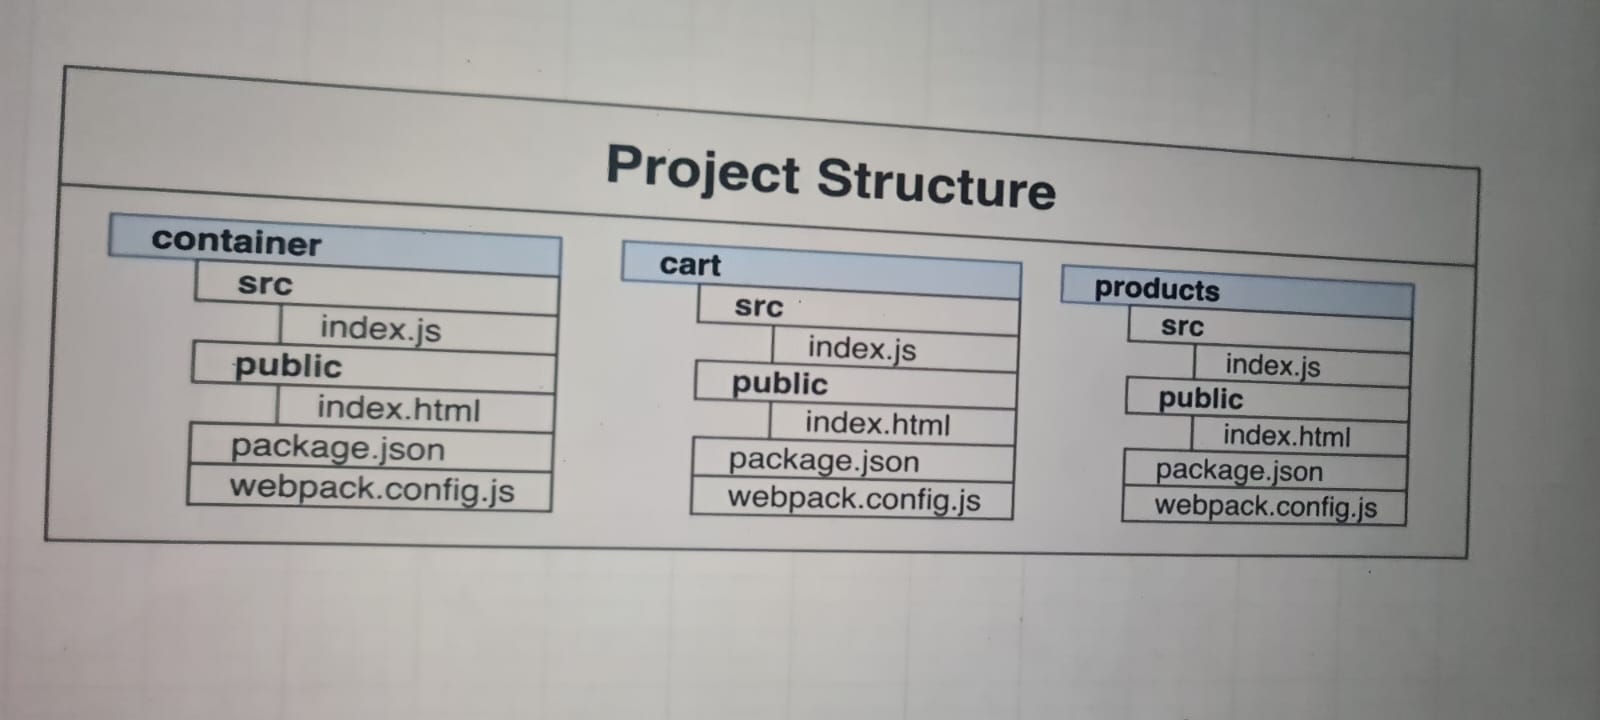 Project Structure
container
src
index.js
public
index.html
package.json
webpack.config.js
cart
src
index.js
public
index.html
package.json
webpack.config.js
products
src
index.js
public
index.html
package.json
webpack.config.js